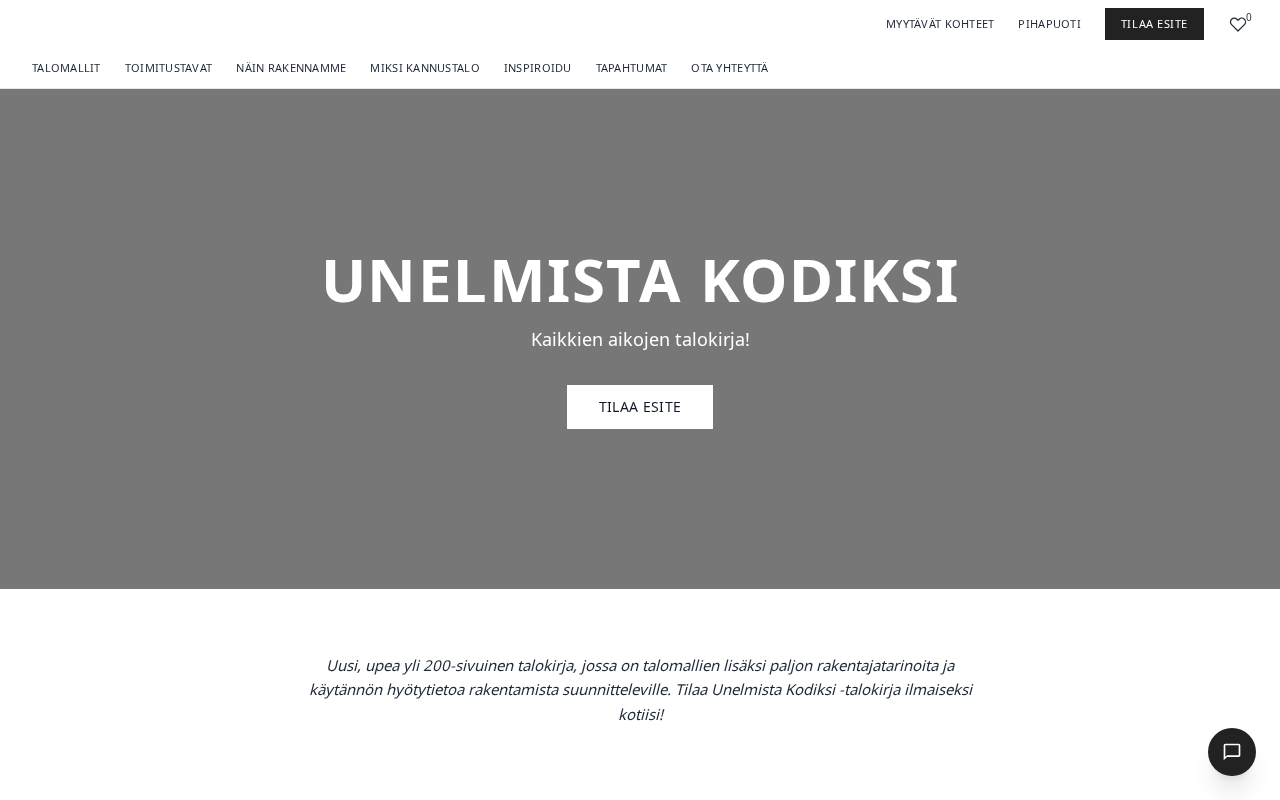 MYYTÄVÄT KOHTEET
PIHAPUOTI
TILAA ESITE
0
TALOMALLIT
TOIMITUSTAVAT
NÄIN RAKENNAMME
MIKSI KANNUSTALO
INSPIROIDU
TAPAHTUMAT
OTA YHTEYTTÄ
UNELMISTA KODIKSI
Kaikkien aikojen talokirja!
TILAA ESITE
Uusi, upea yli 200-sivuinen talokirja, jossa on talomallien lisäksi paljon rakentajatarinoita ja
käytännön hyötytietoa rakentamista suunnitteleville. Tilaa Unelmista Kodiksi -talokirja ilmaiseksi
kotiisi!